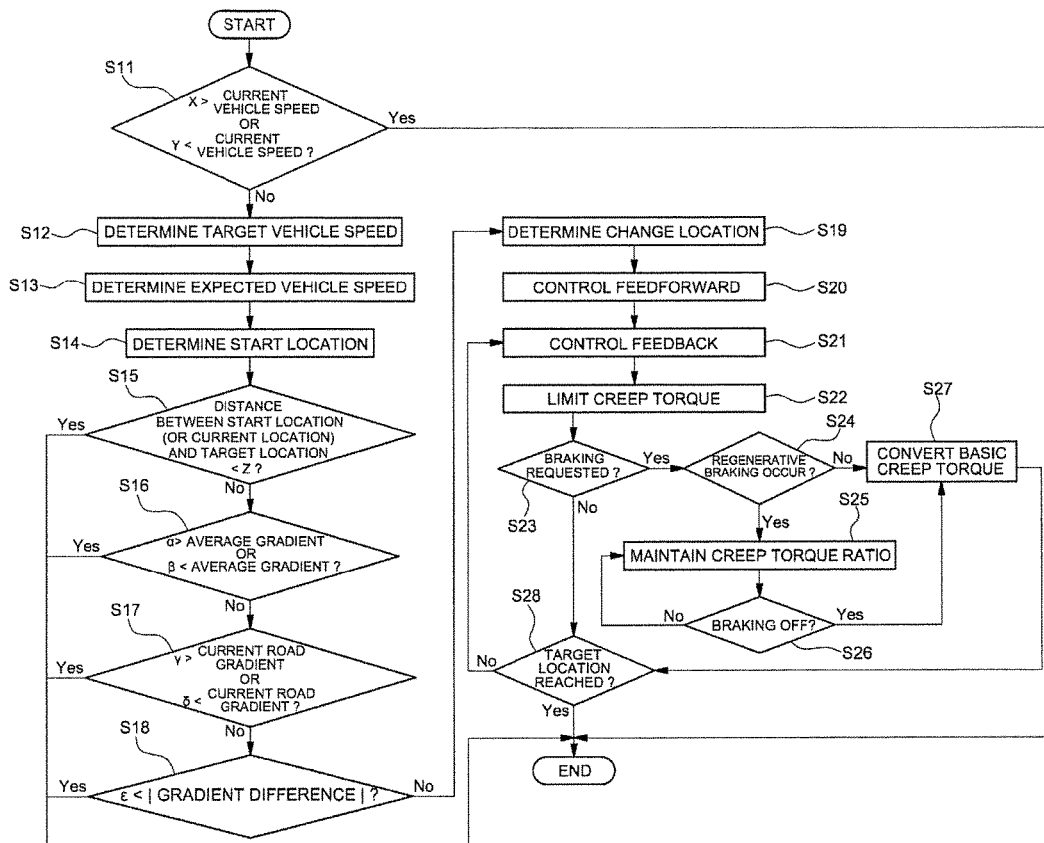 START
S11
X > CURRENT
VEHICLE SPEED
OR
Y < CURRENT
VEHICLE SPEED ?
Yes
No
S12
DETERMINE TARGET VEHICLE SPEED
S13
DETERMINE EXPECTED VEHICLE SPEED
S14
DETERMINE START LOCATION
S15
DISTANCE
BETWEEN START LOCATION
(OR CURRENT LOCATION)
AND TARGET LOCATION
< Z ?
Yes
No
S16
α> AVERAGE GRADIENT
OR
β < AVERAGE GRADIENT ?
Yes
No
S17
γ > CURRENT ROAD
GRADIENT
OR
δ < CURRENT ROAD
GRADIENT ?
Yes
No
S18
ε < | GRADIENT DIFFERENCE | ?
Yes
No
DETERMINE CHANGE LOCATION
S19
CONTROL FEEDFORWARD
S20
CONTROL FEEDBACK
S21
LIMIT CREEP TORQUE
S22
BRAKING
REQUESTED ?
S23
Yes
No
REGENERATIVE
BRAKING OCCUR ?
S24
No
Yes
S27
CONVERT BASIC
CREEP TORQUE
S25
MAINTAIN CREEP TORQUE RATIO
BRAKING OFF?
S26
No
Yes
S28
TARGET
LOCATION
REACHED ?
No
Yes
END